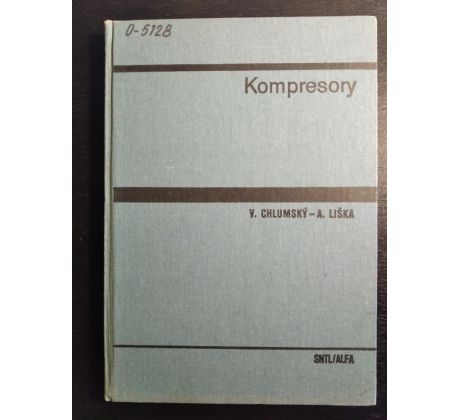 O-5128
Kompresory
V. CHLUMSKÝ – A. LIŠKA
SNTL/ALFA